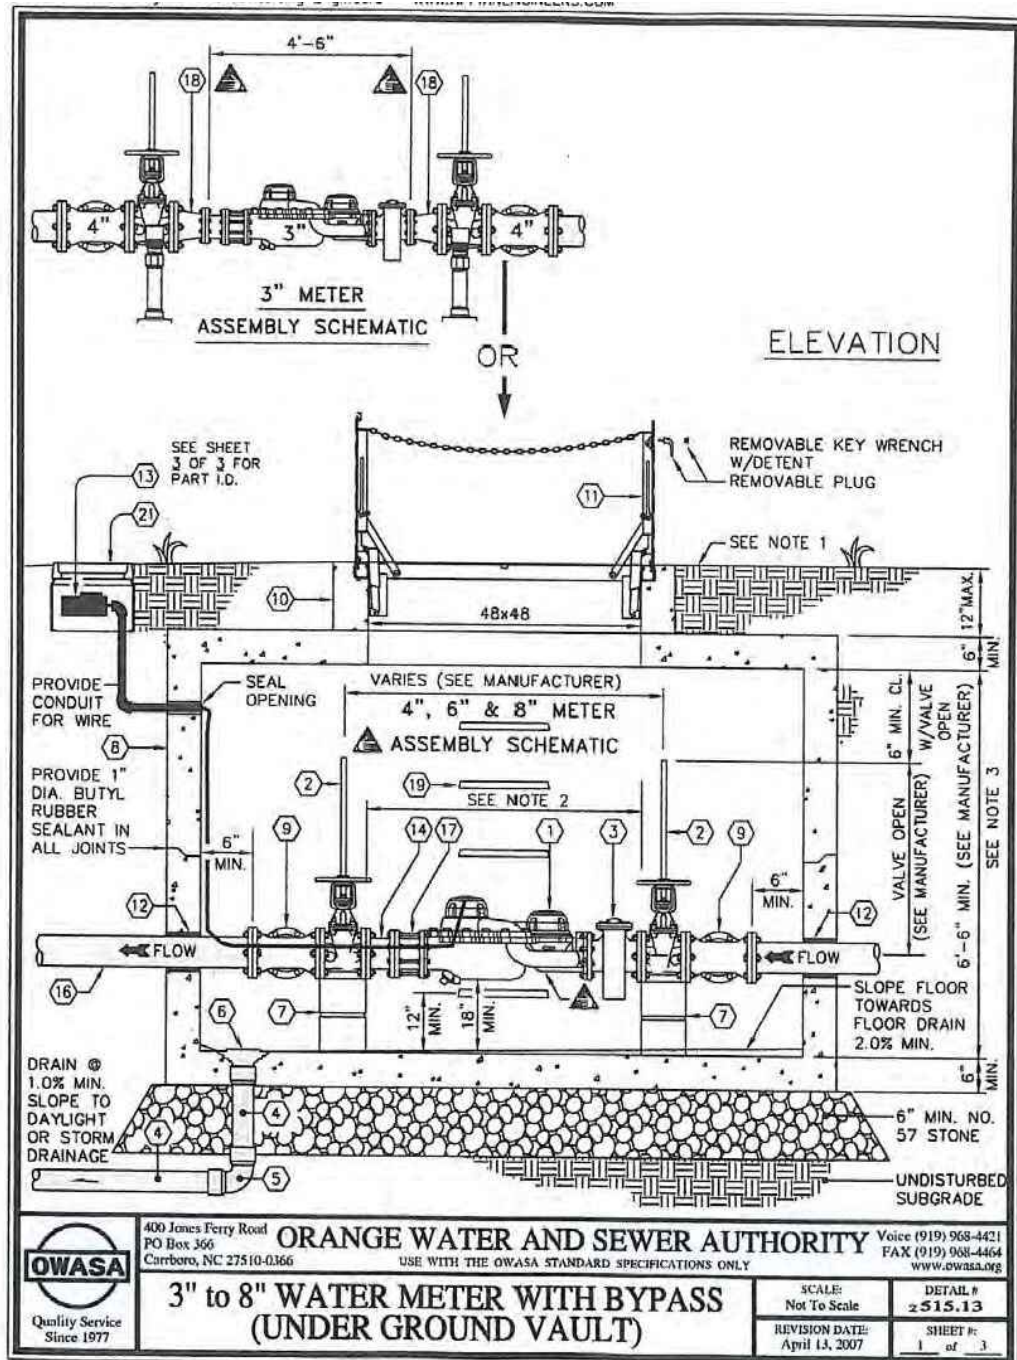 4'-6"
18
18
4"
3"
4"
3" METER
ASSEMBLY SCHEMATIC
OR
ELEVATION
SEE SHEET
3 OF 3 FOR
PART I.D.
13
21
11
REMOVABLE KEY WRENCH
W/DETENT
REMOVABLE PLUG
SEE NOTE 1
10
48x48
12" MAX.
6"
MIN.
PROVIDE
CONDUIT
FOR WIRE
SEAL
OPENING
VARIES (SEE MANUFACTURER)
4", 6" & 8" METER
ASSEMBLY SCHEMATIC
8
PROVIDE 1"
DIA. BUTYL
RUBBER
SEALANT IN
ALL JOINTS
2
19
SEE NOTE 2
6"
MIN.
9
14
17
1
3
2
9
6"
MIN.
6" MIN. CL.
W/VALVE
OPEN
VALVE OPEN
(SEE MANUFACTURER)
6'-6" MIN. (SEE MANUFACTURER)
SEE NOTE 3
12
12
FLOW
FLOW
16
6
7
12"
MIN.
18"
MIN.
7
SLOPE FLOOR
TOWARDS
FLOOR DRAIN
2.0% MIN.
6"
MIN.
DRAIN @
1.0% MIN.
SLOPE TO
DAYLIGHT
OR STORM
DRAINAGE
4
4
5
6" MIN. NO.
57 STONE
UNDISTURBED
SUBGRADE
OWASA
Quality Service
Since 1977
400 Jones Ferry Road
PO Box 366
Carrboro, NC 27510-0366
ORANGE WATER AND SEWER AUTHORITY
USE WITH THE OWASA STANDARD SPECIFICATIONS ONLY
Voice (919) 968-4421
FAX (919) 968-4464
www.owasa.org
3" to 8" WATER METER WITH BYPASS
(UNDER GROUND VAULT)
SCALE:
Not To Scale
DETAIL #
2515.13
REVISION DATE:
April 13, 2007
SHEET #:
1 of 3